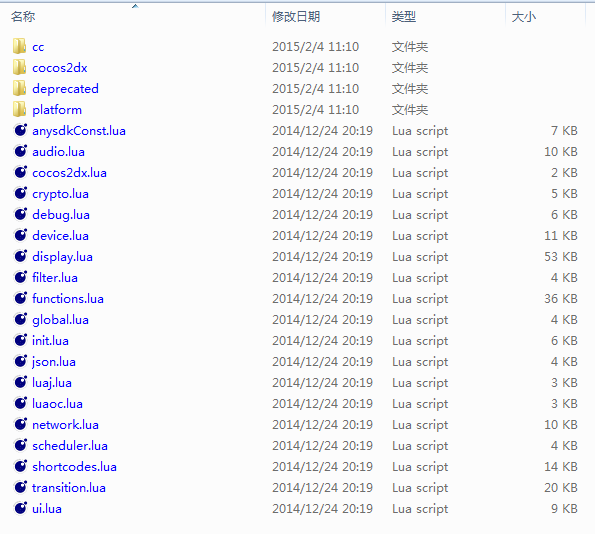 名称 修改日期 类型 大小
cc 2015/2/4 11:10 文件夹
cocos2dx 2015/2/4 11:10 文件夹
deprecated 2015/2/4 11:10 文件夹
platform 2015/2/4 11:10 文件夹
anysdkConst.lua 2014/12/24 20:19 Lua script 7 KB
audio.lua 2014/12/24 20:19 Lua script 10 KB
cocos2dx.lua 2014/12/24 20:19 Lua script 2 KB
crypto.lua 2014/12/24 20:19 Lua script 5 KB
debug.lua 2014/12/24 20:19 Lua script 6 KB
device.lua 2014/12/24 20:19 Lua script 11 KB
display.lua 2014/12/24 20:19 Lua script 53 KB
filter.lua 2014/12/24 20:19 Lua script 4 KB
functions.lua 2014/12/24 20:19 Lua script 36 KB
global.lua 2014/12/24 20:19 Lua script 4 KB
init.lua 2014/12/24 20:19 Lua script 6 KB
json.lua 2014/12/24 20:19 Lua script 4 KB
luaj.lua 2014/12/24 20:19 Lua script 3 KB
luaoc.lua 2014/12/24 20:19 Lua script 3 KB
network.lua 2014/12/24 20:19 Lua script 10 KB
scheduler.lua 2014/12/24 20:19 Lua script 4 KB
shortcodes.lua 2014/12/24 20:19 Lua script 14 KB
transition.lua 2014/12/24 20:19 Lua script 20 KB
ui.lua 2014/12/24 20:19 Lua script 9 KB